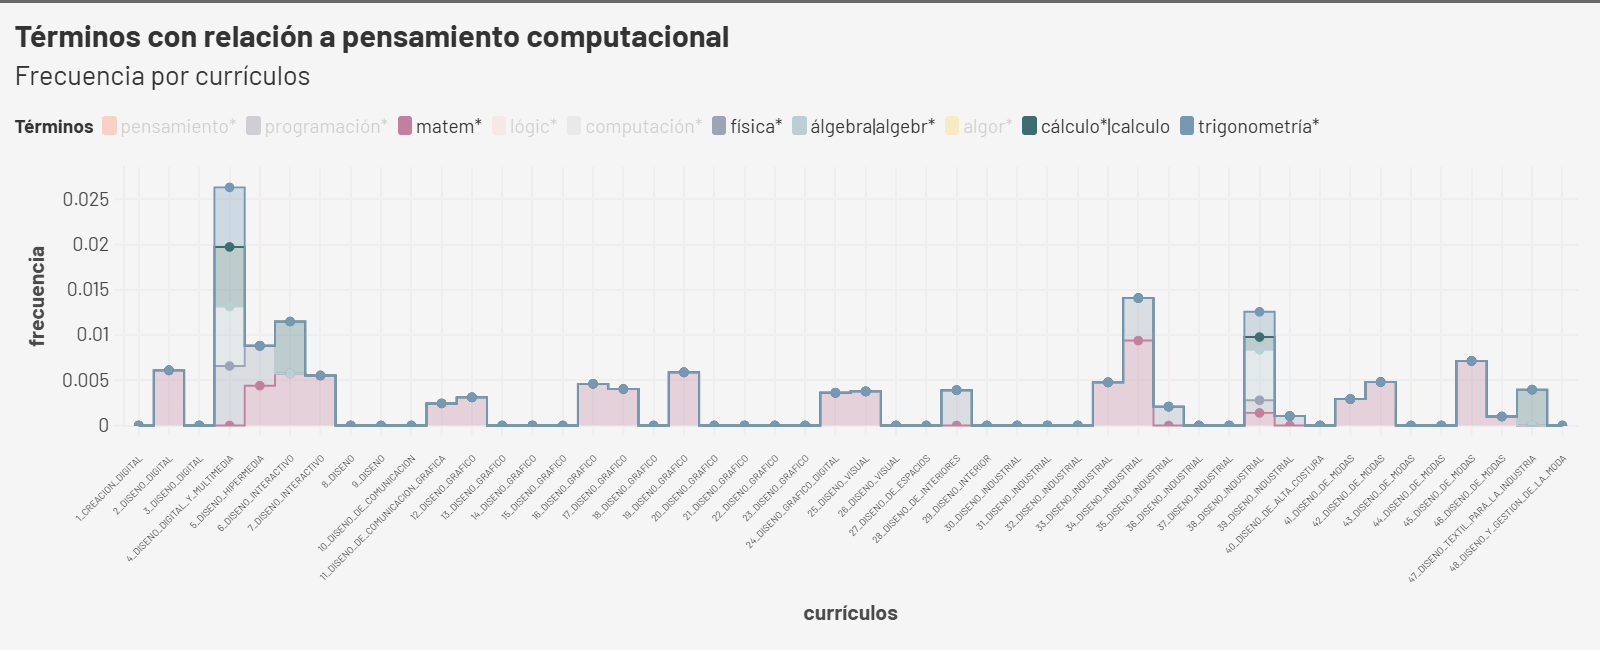 Términos con relación a pensamiento computacional
Frecuencia por currículos
Términos pensamiento* programación* matem* lógic* computación* física* álgebra|algebr* algor* cálculo*|calculo trigonometría*
frecuencia
0.025
0.02
0.015
0.01
0.005
0
1_CREACION_DIGITAL
2_DISENO_DIGITAL
3_DISENO_DIGITAL
4_DISENO_DIGITAL_Y_MULTIMEDIA
5_DISENO_HIPERMEDIA
6_DISENO_INTERACTIVO
7_DISENO_INTERACTIVO
8_DISENO
9_DISENO
10_DISENO_DE_COMUNICACION
11_DISENO_DE_COMUNICACION_GRAFICA
12_DISENO_GRAFICO
13_DISENO_GRAFICO
14_DISENO_GRAFICO
15_DISENO_GRAFICO
16_DISENO_GRAFICO
17_DISENO_GRAFICO
18_DISENO_GRAFICO
19_DISENO_GRAFICO
20_DISENO_GRAFICO
21_DISENO_GRAFICO
22_DISENO_GRAFICO
23_DISENO_GRAFICO
24_DISENO_GRAFICO_DIGITAL
25_DISENO_VISUAL
26_DISENO_VISUAL
27_DISENO_DE_ESPACIOS
28_DISENO_DE_INTERIORES
29_DISENO_INTERIOR
30_DISENO_INDUSTRIAL
31_DISENO_INDUSTRIAL
32_DISENO_INDUSTRIAL
33_DISENO_INDUSTRIAL
34_DISENO_INDUSTRIAL
35_DISENO_INDUSTRIAL
36_DISENO_INDUSTRIAL
37_DISENO_INDUSTRIAL
38_DISENO_INDUSTRIAL
39_DISENO_INDUSTRIAL
40_DISENO_DE_ALTA_COSTURA
41_DISENO_DE_MODAS
42_DISENO_DE_MODAS
43_DISENO_DE_MODAS
44_DISENO_DE_MODAS
45_DISENO_DE_MODAS
46_DISENO_DE_MODAS
47_DISENO_TEXTIL_PARA_LA_INDUSTRIA
48_DISENO_Y_GESTION_DE_LA_MODA
currículos